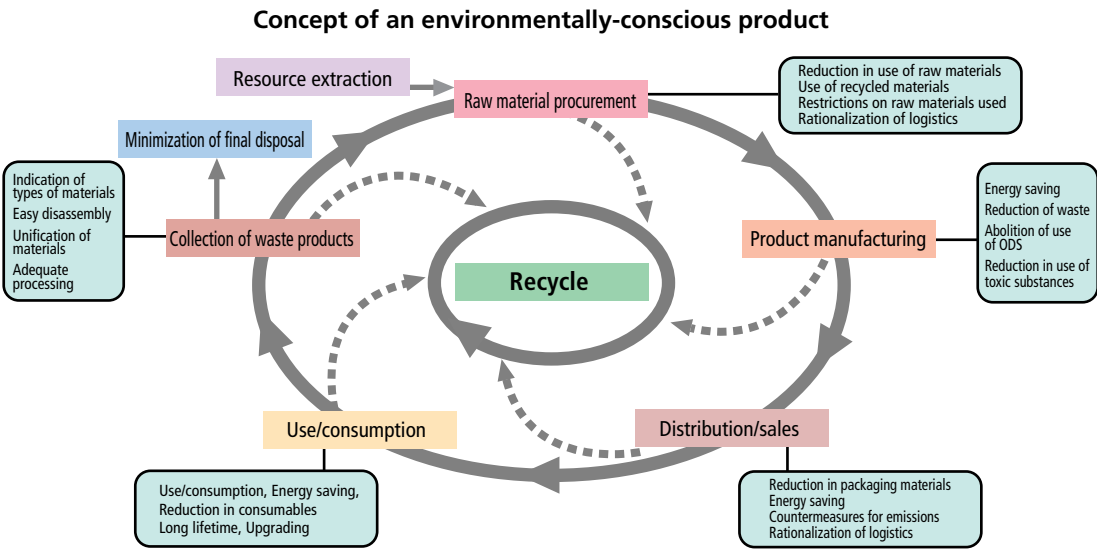 Concept of an environmentally-conscious product
Resource extraction
Raw material procurement
Reduction in use of raw materials
Use of recycled materials
Restrictions on raw materials used
Rationalization of logistics
Minimization of final disposal
Indication of
types of materials
Easy disassembly
Unification of
materials
Adequate
processing
Collection of waste products
Product manufacturing
Energy saving
Reduction of waste
Abolition of use
of ODS
Reduction in use of
toxic substances
Recycle
Use/consumption
Distribution/sales
Use/consumption, Energy saving,
Reduction in consumables
Long lifetime, Upgrading
Reduction in packaging materials
Energy saving
Countermeasures for emissions
Rationalization of logistics